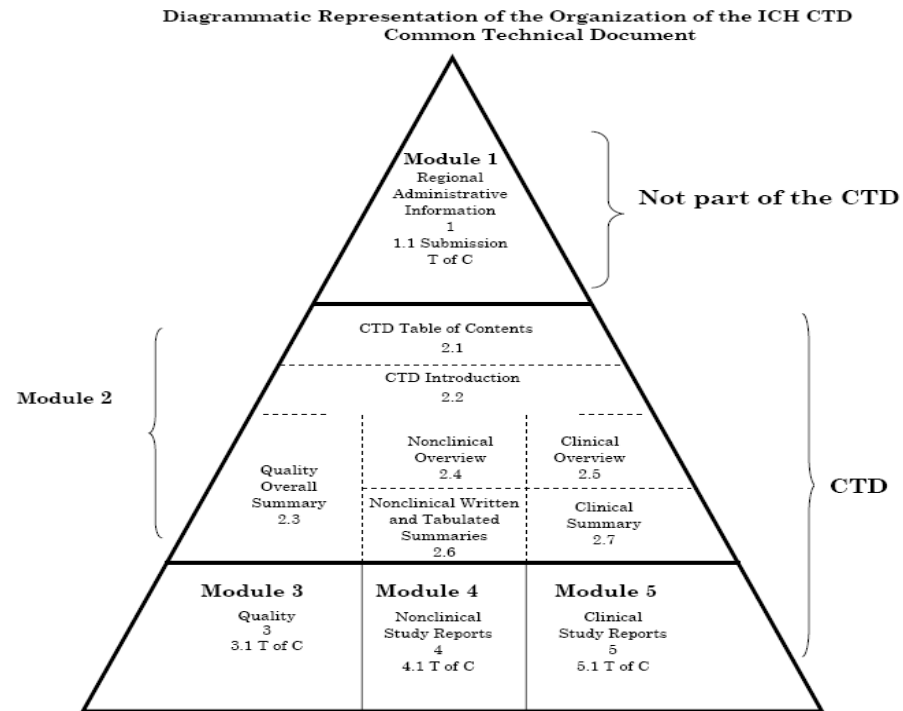 Diagrammatic Representation of the Organization of the ICH CTD
Common Technical Document
Module 1
Regional
Administrative
Information
1
1.1 Submission
T of C
Not part of the CTD
CTD Table of Contents
2.1
CTD Introduction
2.2
Module 2
Quality
Overall
Summary
2.3
Nonclinical
Overview
2.4
Clinical
Overview
2.5
Nonclinical Written
and Tabulated
Summaries
2.6
Clinical
Summary
2.7
CTD
Module 3
Quality
3
3.1 T of C
Module 4
Nonclinical
Study Reports
4
4.1 T of C
Module 5
Clinical
Study Reports
5
5.1 T of C